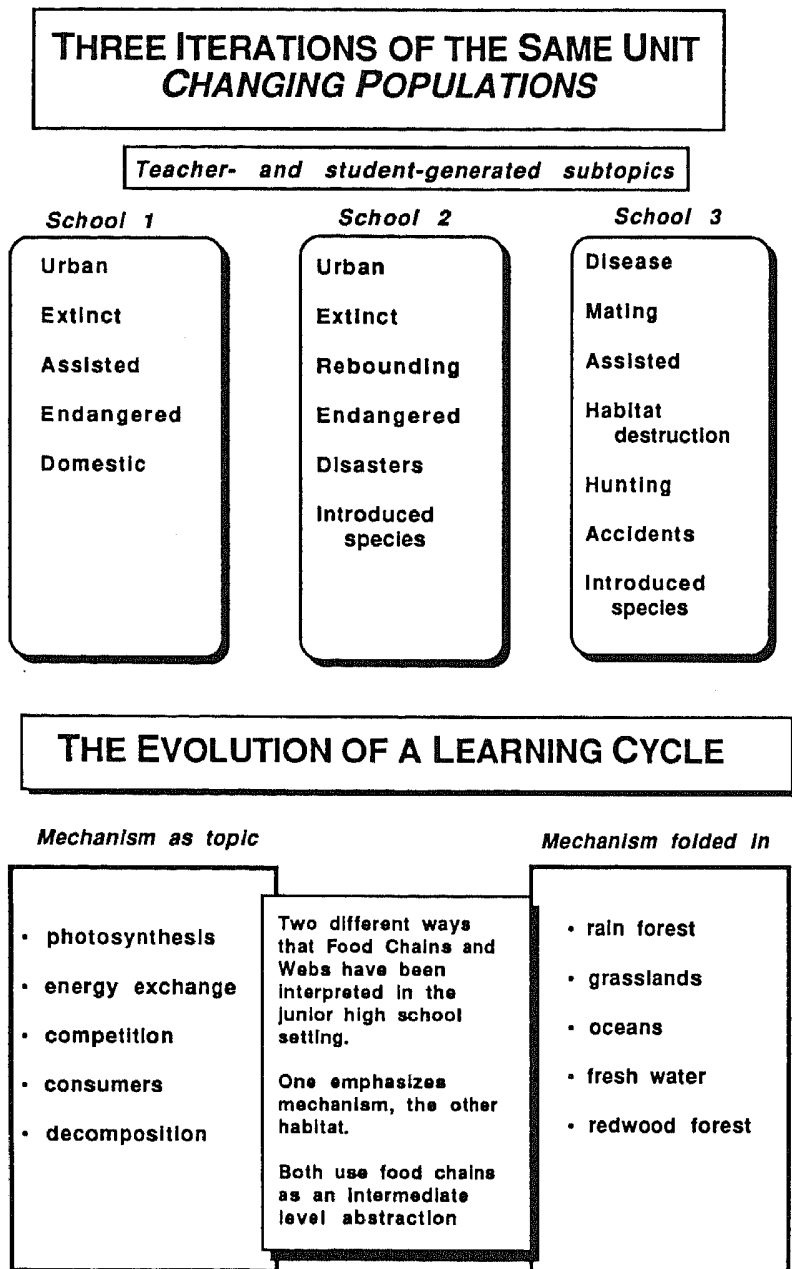 THREE ITERATIONS OF THE SAME UNIT
CHANGING POPULATIONS
Teacher- and student-generated subtopics
School 1
Urban
Extinct
Assisted
Endangered
Domestic
School 2
Urban
Extinct
Rebounding
Endangered
Disasters
Introduced
species
School 3
Disease
Mating
Assisted
Habitat
destruction
Hunting
Accidents
Introduced
species
THE EVOLUTION OF A LEARNING CYCLE
Mechanism as topic
• photosynthesis
• energy exchange
• competition
• consumers
• decomposition
Two different ways
that Food Chains and
Webs have been
interpreted in the
junior high school
setting.
One emphasizes
mechanism, the other
habitat.
Both use food chains
as an intermediate
level abstraction
Mechanism folded in
• rain forest
• grasslands
• oceans
• fresh water
• redwood forest